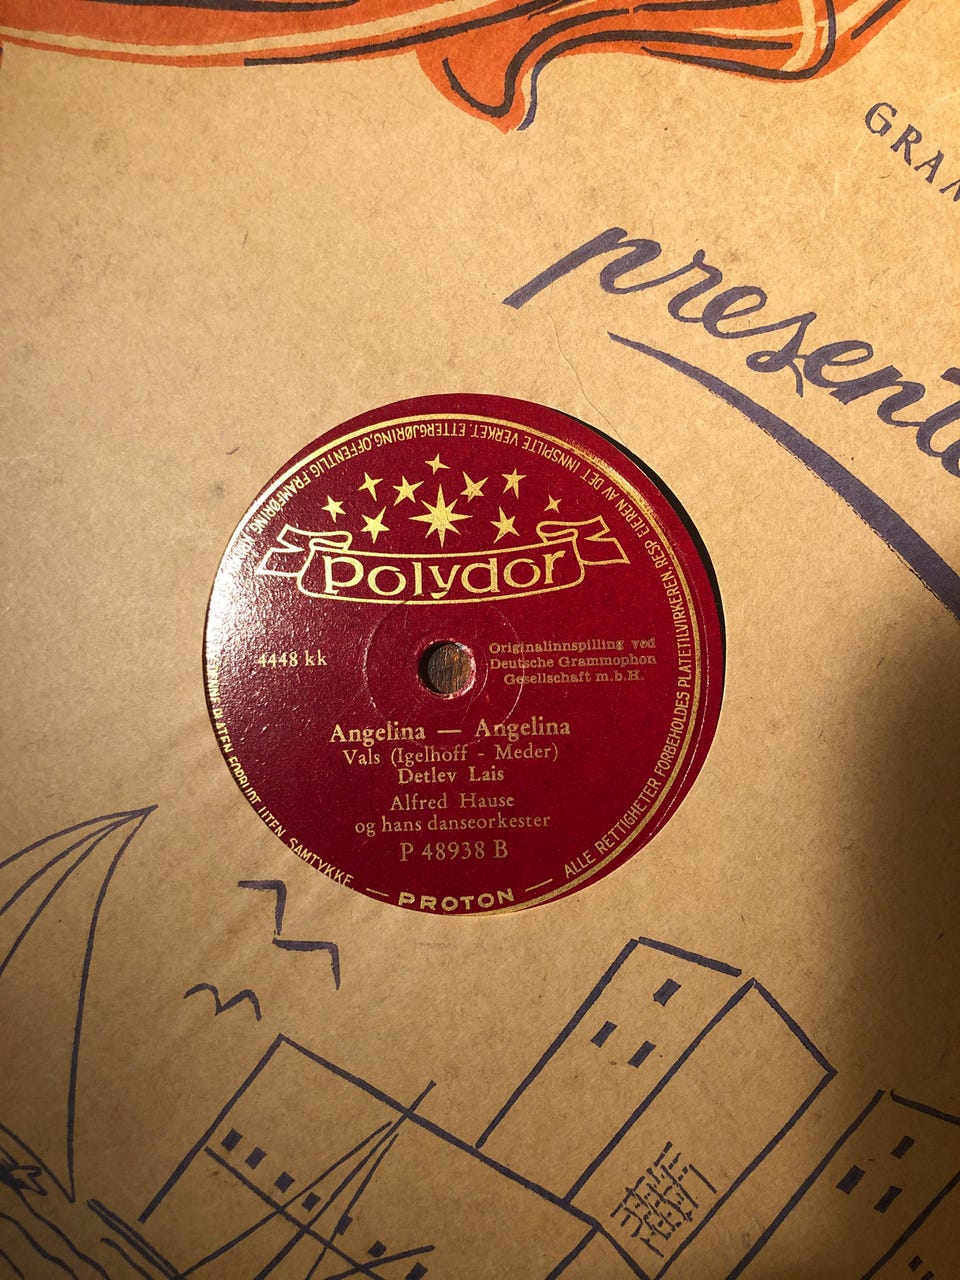 GRAM
presente
polydor
4448 kk
Originalinnspilling ved
Deutsche Grammophon
Gesellschaft m.b.H.
Angelina — Angelina
Vals (Igelhoff - Meder)
Detlev Lais
Alfred Hause
og hans danseorkester
P 48938 B
— PROTON —
ALLE RETTIGHETER FORBEHOLDES PLATETILVIRKEREN, RESP EIEREN AV DET INNSPILTE VERKET. ETTERGJØRING, OFFENTLIG FRAMFØRING, PLATEN FORBUDT UTEN SAMTYKKE